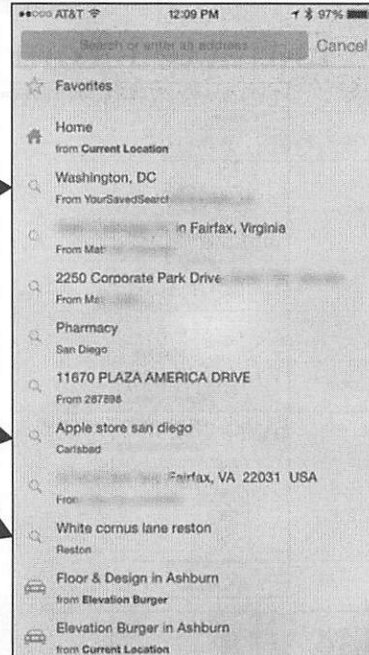 AT&T 12:09 PM 97%
Search or enter an address Cancel
Favorites
Home
from Current Location
Washington, DC
From YourSavedSearch
in Fairfax, Virginia
From Mat
2250 Corporate Park Drive
From Ma
Pharmacy
San Diego
11670 PLAZA AMERICA DRIVE
From 287898
Apple store san diego
Carlsbad
Fairfax, VA 22031 USA
From
White cornus lane reston
Reston
Floor & Design in Ashburn
from Elevation Burger
Elevation Burger in Ashburn
from Current Location